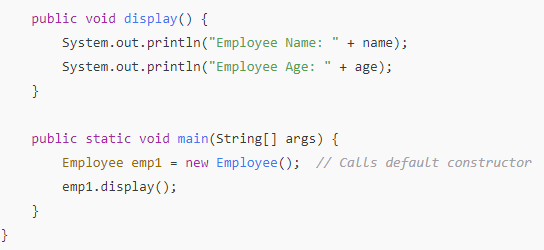 public void display() {
System.out.println("Employee Name: " + name);
System.out.println("Employee Age: " + age);
}
public static void main(String[] args) {
Employee emp1 = new Employee();  // Calls default constructor
emp1.display();
}
}